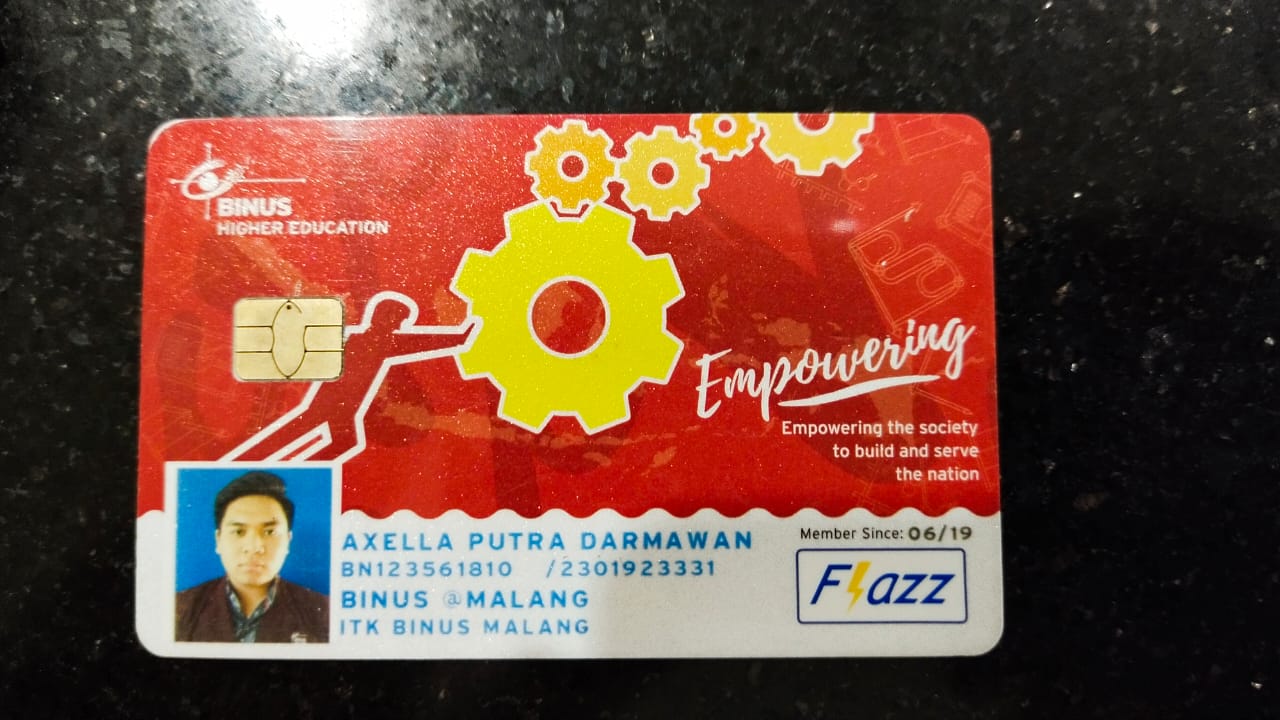 BINUS
HIGHER EDUCATION
Empowering
Empowering the society
to build and serve
the nation
AXELLA PUTRA DARMAWAN
BN123561810 /2301923331
BINUS @MALANG
ITK BINUS MALANG
Member Since: 06/19
Flazz